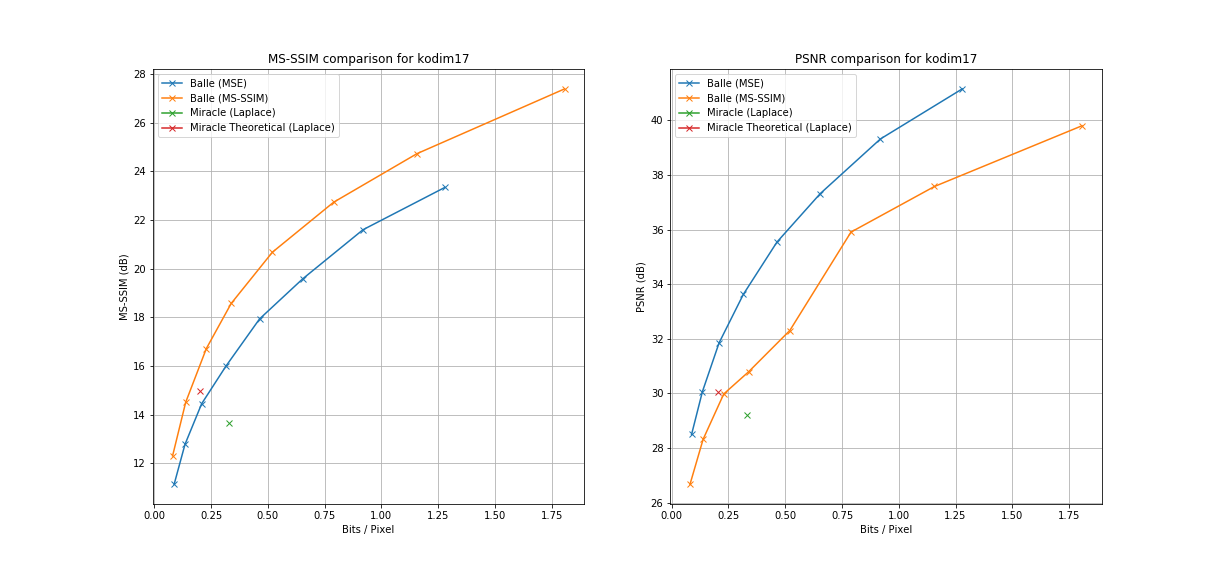 MS-SSIM comparison for kodim17
Balle (MSE)
Balle (MS-SSIM)
Miracle (Laplace)
Miracle Theoretical (Laplace)
MS-SSIM (dB)
28
26
24
22
20
18
16
14
12
0.00 0.25 0.50 0.75 1.00 1.25 1.50 1.75
Bits / Pixel
PSNR comparison for kodim17
Balle (MSE)
Balle (MS-SSIM)
Miracle (Laplace)
Miracle Theoretical (Laplace)
PSNR (dB)
40
38
36
34
32
30
28
26
0.00 0.25 0.50 0.75 1.00 1.25 1.50 1.75
Bits / Pixel